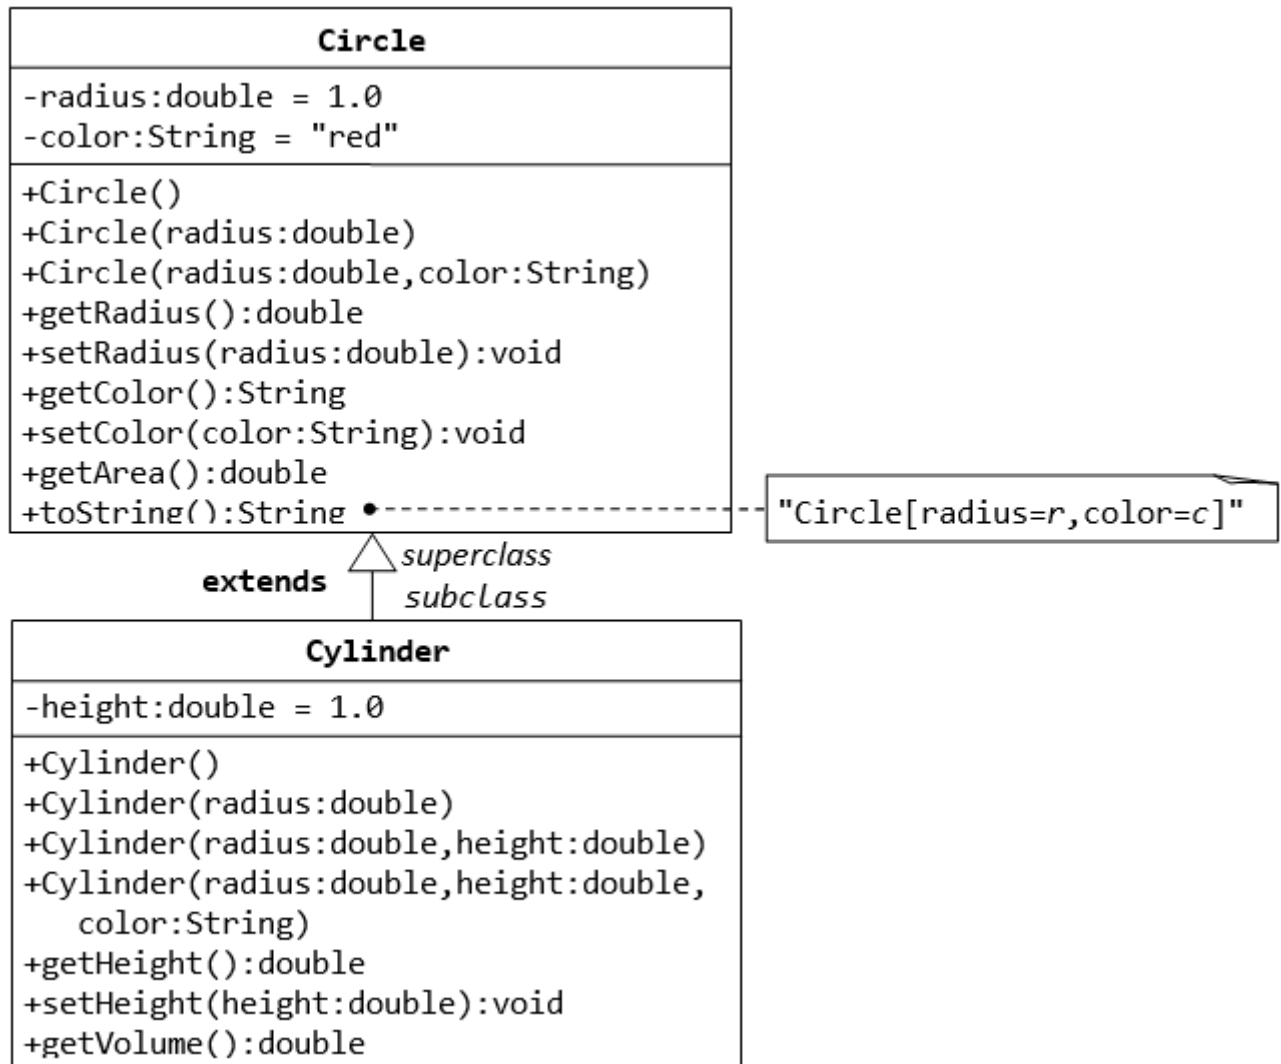 Circle
-radius:double = 1.0
-color:String = "red"
+Circle()
+Circle(radius:double)
+Circle(radius:double,color:String)
+getRadius():double
+setRadius(radius:double):void
+getColor():String
+setColor(color:String):void
+getArea():double
+toString():String
"Circle[radius=r,color=c]"
superclass
extends
subclass
Cylinder
-height:double = 1.0
+Cylinder()
+Cylinder(radius:double)
+Cylinder(radius:double,height:double)
+Cylinder(radius:double,height:double,
color:String)
+getHeight():double
+setHeight(height:double):void
+getVolume():double